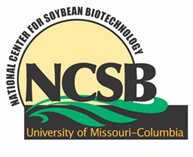 NATIONAL CENTER FOR SOYBEAN BIOTECHNOLOGY
NCSB
University of Missouri-Columbia